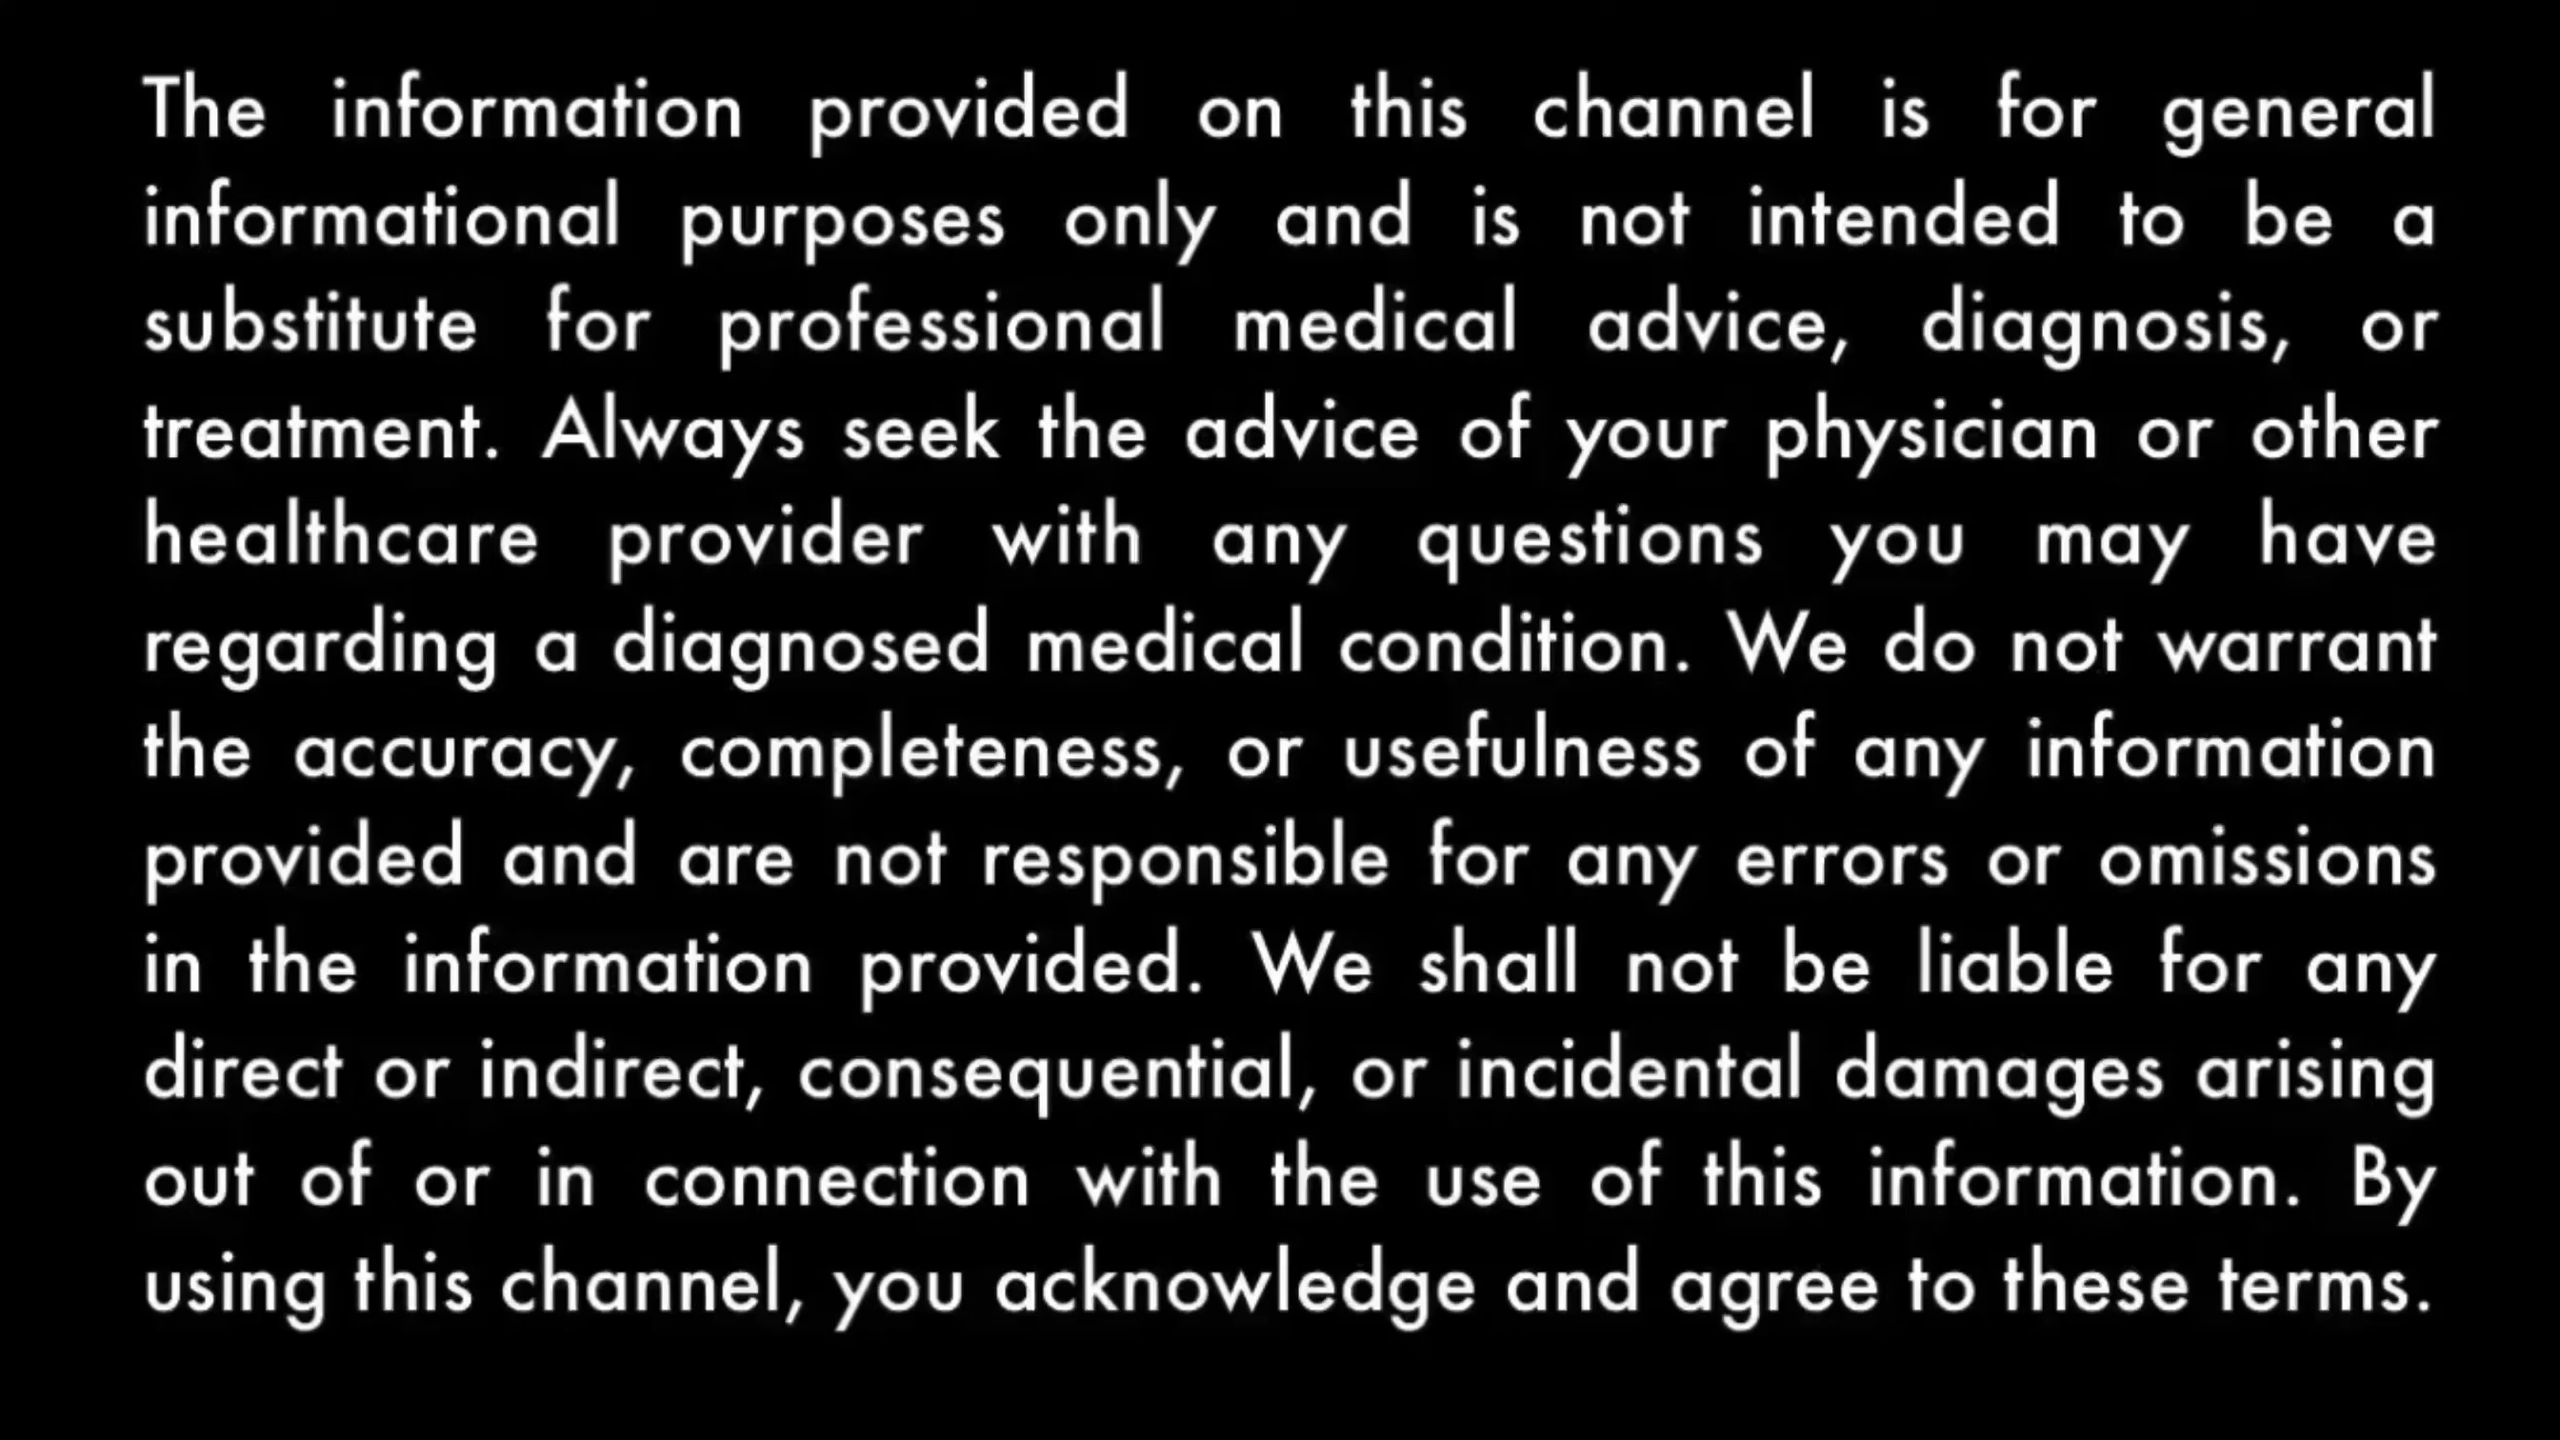 The information provided on this channel is for general
informational purposes only and is not intended to be a
substitute for professional medical advice, diagnosis, or
treatment. Always seek the advice of your physician or other
healthcare provider with any questions you may have
regarding a diagnosed medical condition. We do not warrant
the accuracy, completeness, or usefulness of any information
provided and are not responsible for any errors or omissions
in the information provided. We shall not be liable for any
direct or indirect, consequential, or incidental damages arising
out of or in connection with the use of this information. By
using this channel, you acknowledge and agree to these terms.